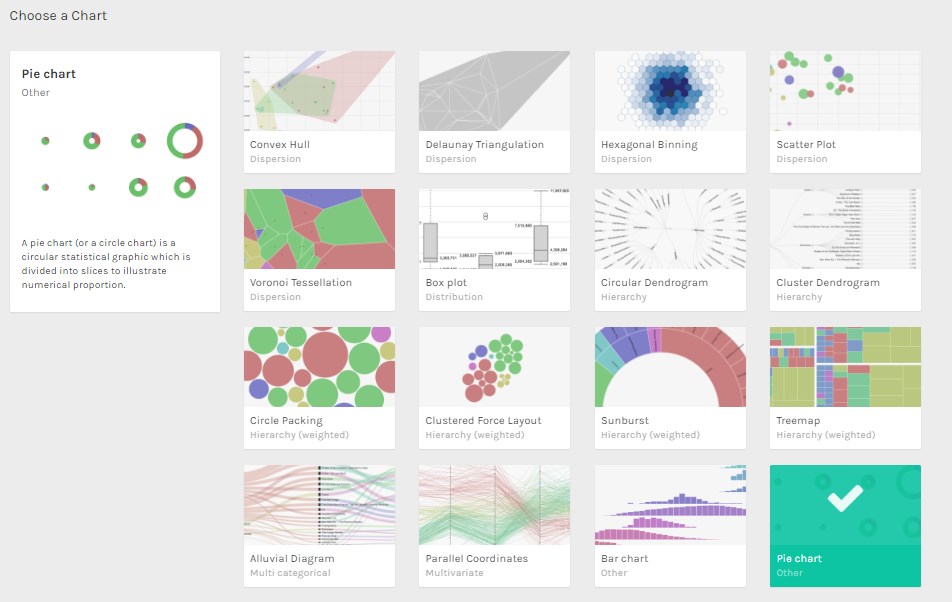 Choose a Chart
Pie chart
Other
A pie chart (or a circle chart) is a
circular statistical graphic which is
divided into slices to illustrate
numerical proportion.
Convex Hull
Dispersion
Delaunay Triangulation
Dispersion
Hexagonal Binning
Dispersion
Scatter Plot
Dispersion
Voronoi Tessellation
Dispersion
Box plot
Distribution
Circular Dendrogram
Hierarchy
Cluster Dendrogram
Hierarchy
Circle Packing
Hierarchy (weighted)
Clustered Force Layout
Hierarchy (weighted)
Sunburst
Hierarchy (weighted)
Treemap
Hierarchy (weighted)
Alluvial Diagram
Multi categorical
Parallel Coordinates
Multivariate
Bar chart
Other
Pie chart
Other